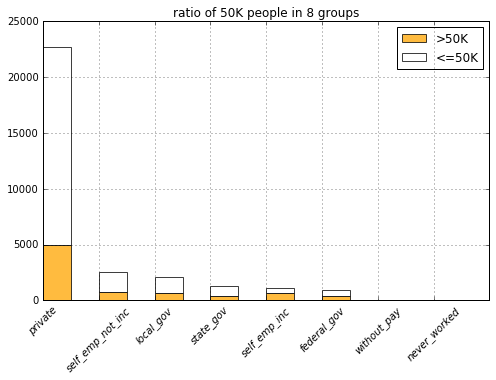 ratio of 50K people in 8 groups
25000
20000
15000
10000
5000
0
>50K
<=50K
private
self_emp_not_inc
local_gov
state_gov
self_emp_inc
federal_gov
without_pay
never_worked